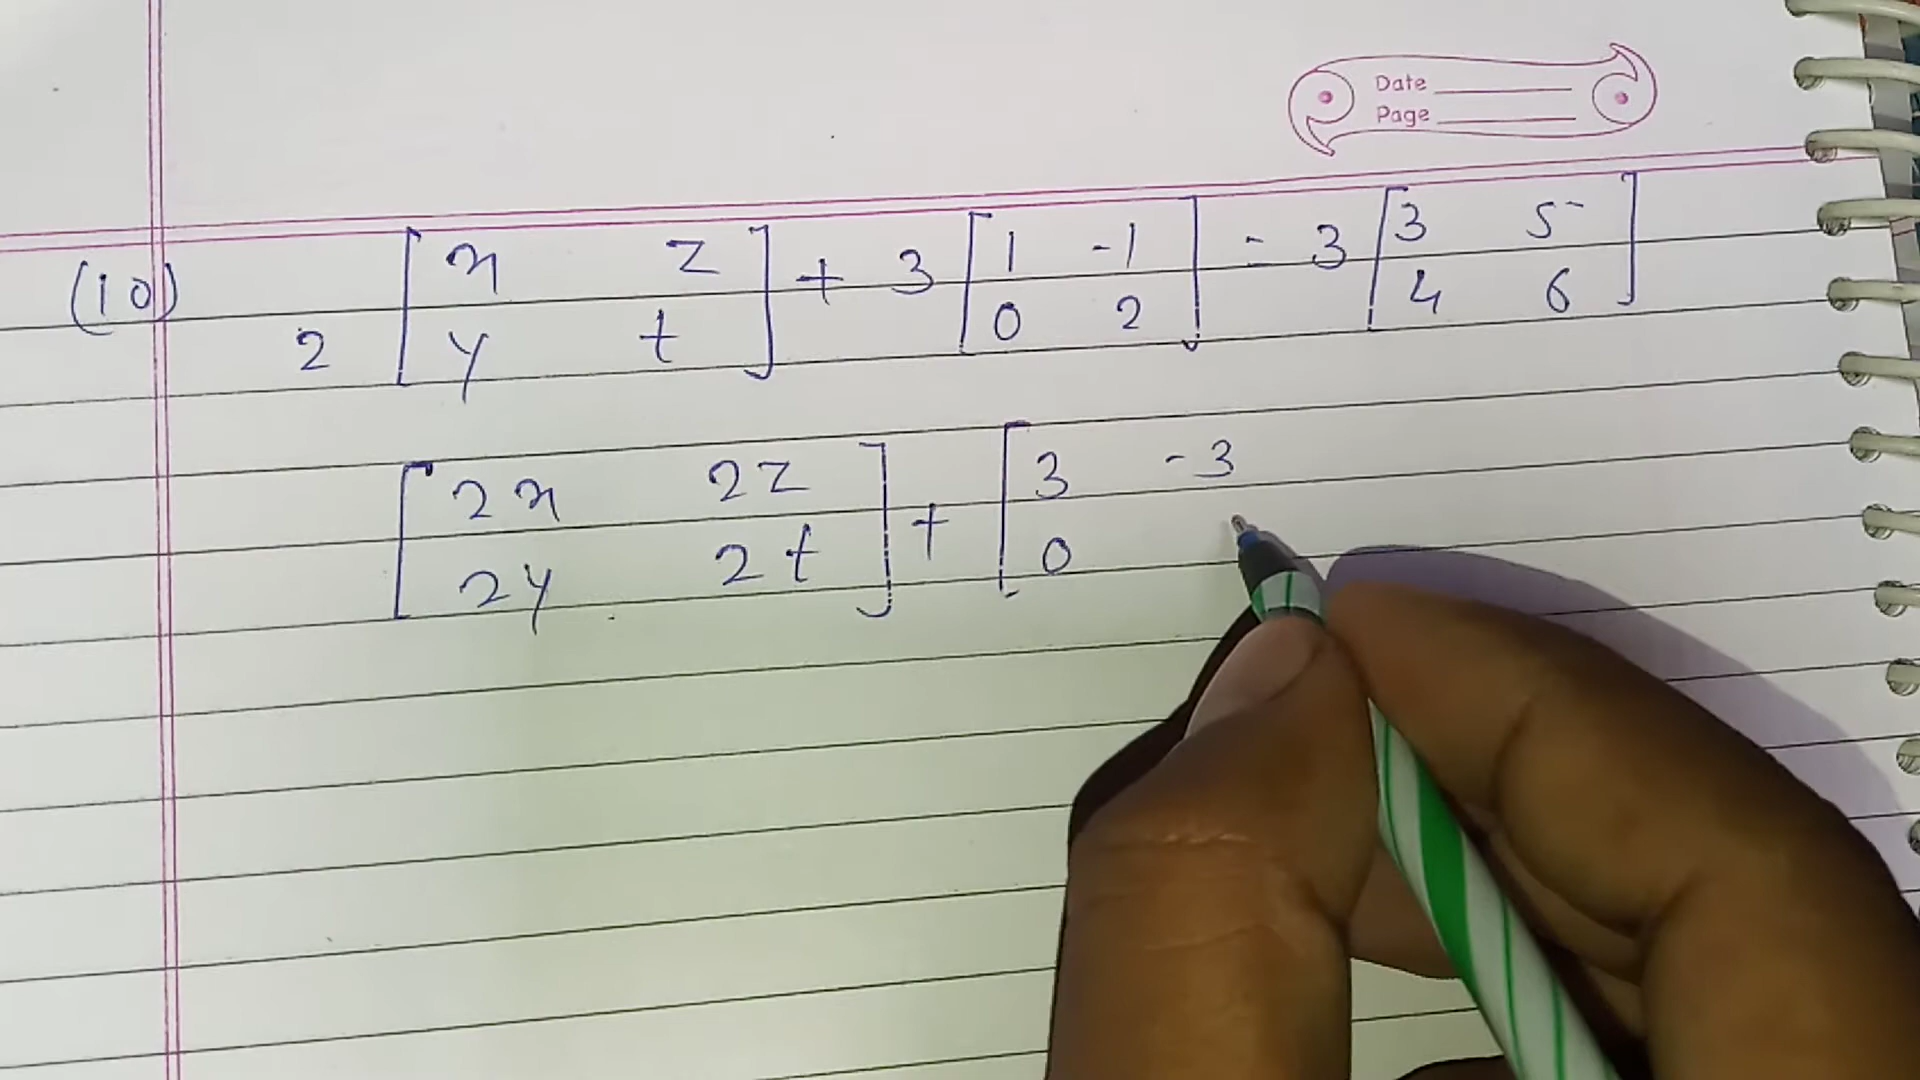 Date
Page
(10) 2 [x z y t] + 3 [1 -1 0 2] = 3 [3 5 4 6]
[2x 2z 2y 2t] + [3 -3 0